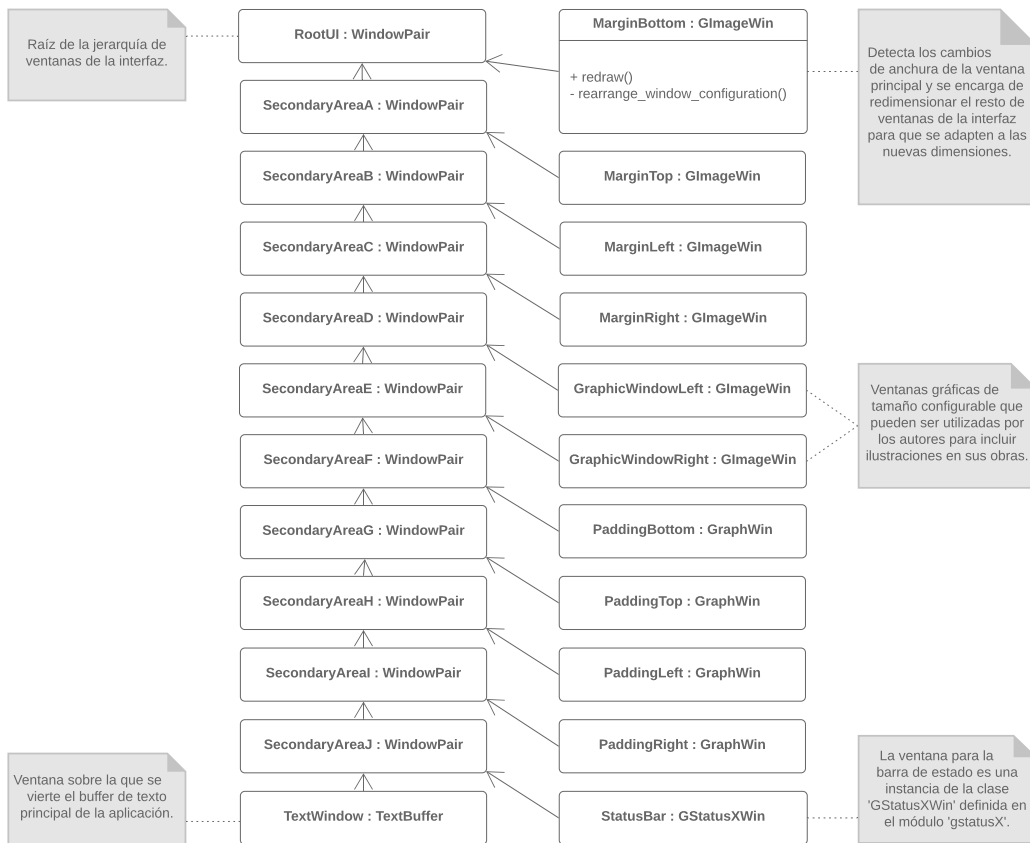 Raíz de la jerarquía de
ventanas de la interfaz.
RootUI : WindowPair
MarginBottom : GImageWin
+ redraw()
- rearrange_window_configuration()
Detecta los cambios
de anchura de la ventana
principal y se encarga de
redimensionar el resto de
ventanas de la interfaz
para que se adapten a las
nuevas dimensiones.
SecondaryAreaA : WindowPair
SecondaryAreaB : WindowPair
MarginTop : GImageWin
SecondaryAreaC : WindowPair
MarginLeft : GImageWin
SecondaryAreaD : WindowPair
MarginRight : GImageWin
SecondaryAreaE : WindowPair
GraphicWindowLeft : GImageWin
Ventanas gráficas de
tamaño configurable que
pueden ser utilizadas por
los autores para incluir
ilustraciones en sus obras.
SecondaryAreaF : WindowPair
GraphicWindowRight : GImageWin
SecondaryAreaG : WindowPair
PaddingBottom : GraphWin
SecondaryAreaH : WindowPair
PaddingTop : GraphWin
SecondaryAreaI : WindowPair
PaddingLeft : GraphWin
SecondaryAreaJ : WindowPair
PaddingRight : GraphWin
Ventana sobre la que se
vierte el buffer de texto
principal de la aplicación.
TextWindow : TextBuffer
StatusBar : GStatusXWin
La ventana para la
barra de estado es una
instancia de la clase
'GStatusXWin' definida en
el módulo 'gstatusX'.